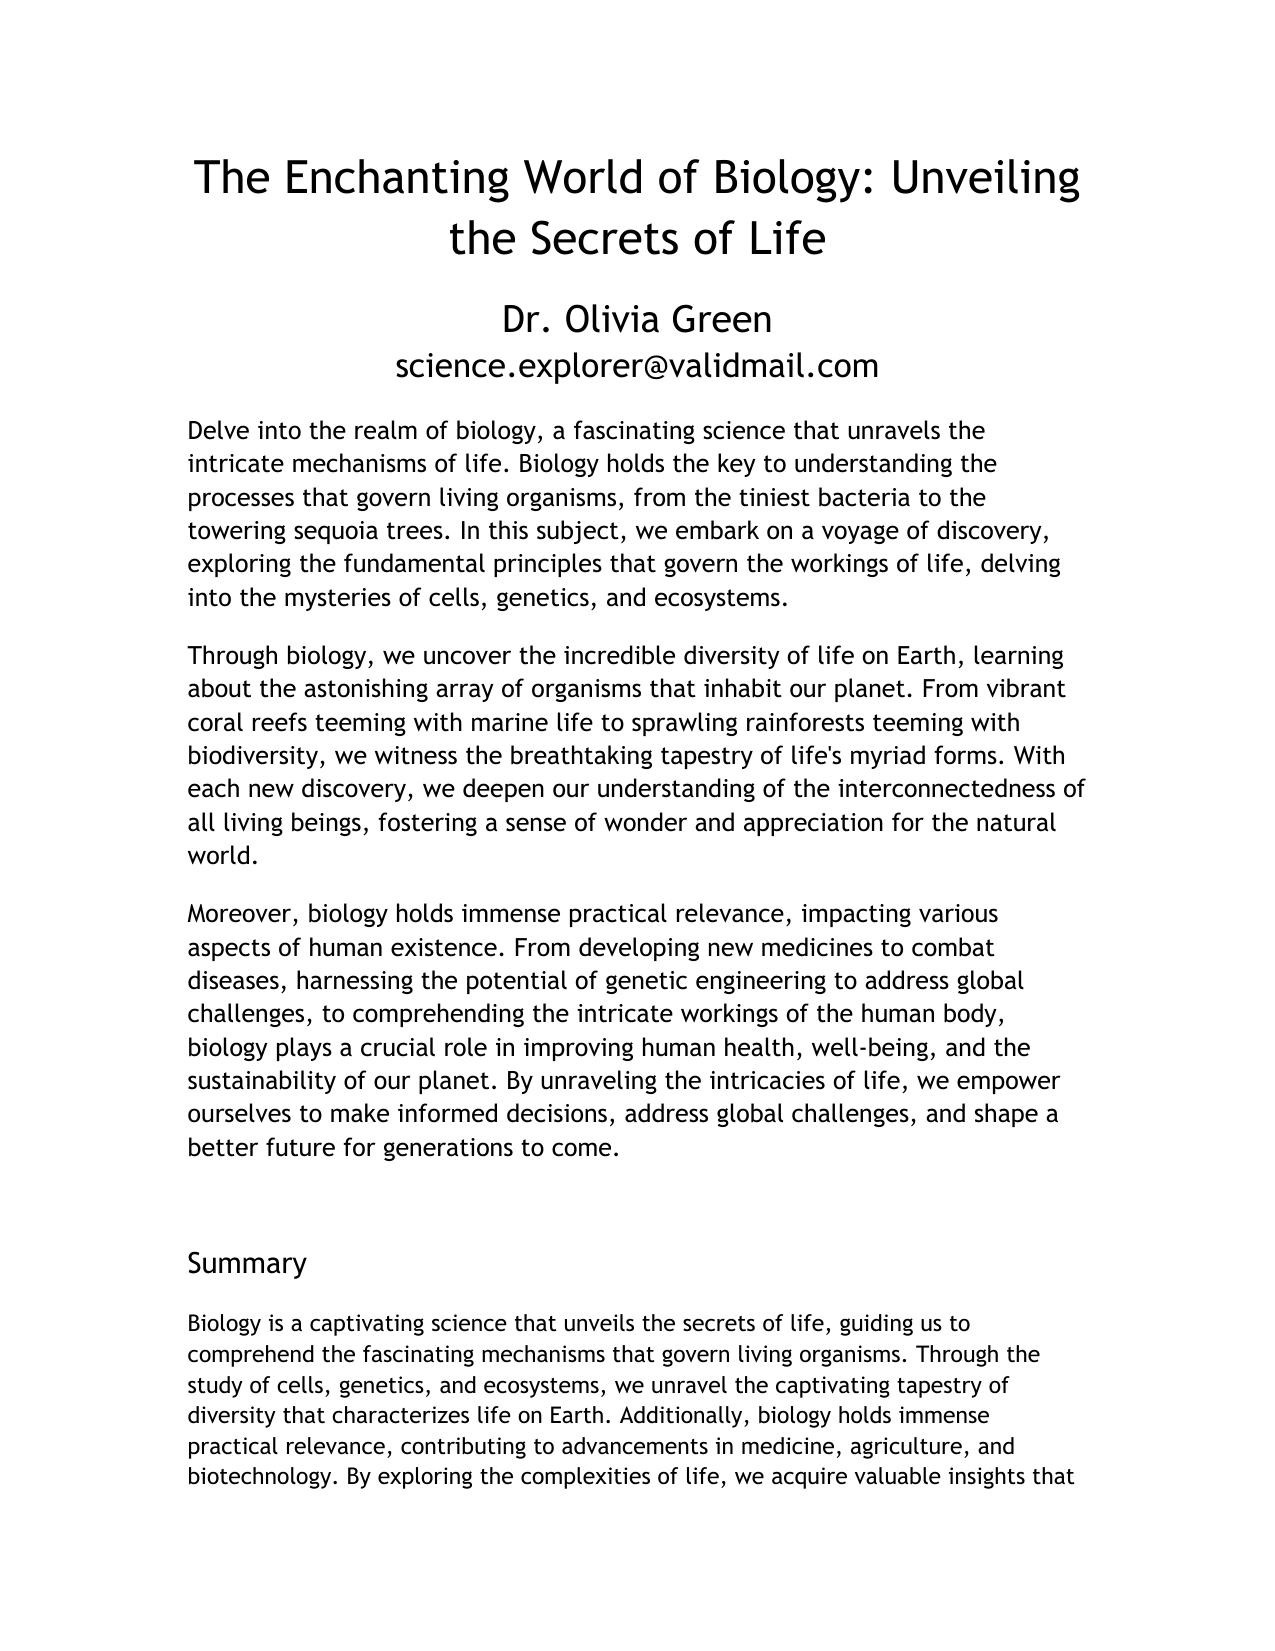 The Enchanting World of Biology: Unveiling
the Secrets of Life
Dr. Olivia Green
science.explorer@validmail.com
Delve into the realm of biology, a fascinating science that unravels the
intricate mechanisms of life. Biology holds the key to understanding the
processes that govern living organisms, from the tiniest bacteria to the
towering sequoia trees. In this subject, we embark on a voyage of discovery,
exploring the fundamental principles that govern the workings of life, delving
into the mysteries of cells, genetics, and ecosystems.
Through biology, we uncover the incredible diversity of life on Earth, learning
about the astonishing array of organisms that inhabit our planet. From vibrant
coral reefs teeming with marine life to sprawling rainforests teeming with
biodiversity, we witness the breathtaking tapestry of life's myriad forms. With
each new discovery, we deepen our understanding of the interconnectedness of
all living beings, fostering a sense of wonder and appreciation for the natural
world.
Moreover, biology holds immense practical relevance, impacting various
aspects of human existence. From developing new medicines to combat
diseases, harnessing the potential of genetic engineering to address global
challenges, to comprehending the intricate workings of the human body,
biology plays a crucial role in improving human health, well-being, and the
sustainability of our planet. By unraveling the intricacies of life, we empower
ourselves to make informed decisions, address global challenges, and shape a
better future for generations to come.
Summary
Biology is a captivating science that unveils the secrets of life, guiding us to
comprehend the fascinating mechanisms that govern living organisms. Through the
study of cells, genetics, and ecosystems, we unravel the captivating tapestry of
diversity that characterizes life on Earth. Additionally, biology holds immense
practical relevance, contributing to advancements in medicine, agriculture, and
biotechnology. By exploring the complexities of life, we acquire valuable insights that